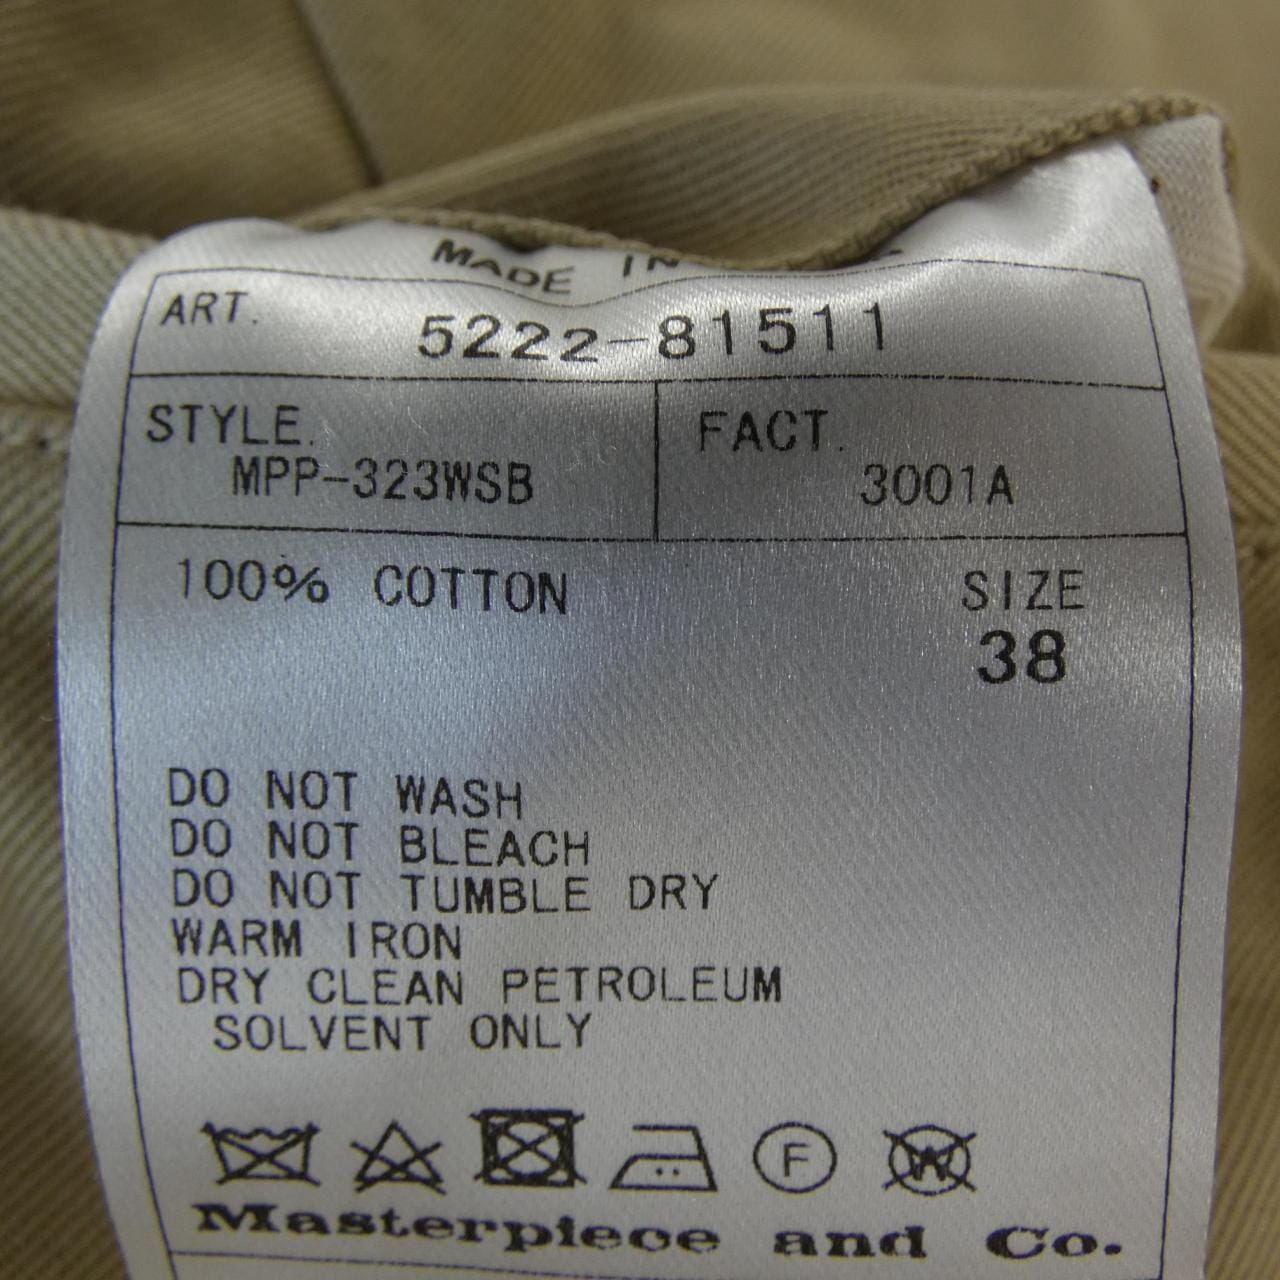 MADE IN
ART.
5222-81511
STYLE.
MPP-323WSB
FACT.
3001A
100% COTTON
SIZE
38
DO NOT WASH
DO NOT BLEACH
DO NOT TUMBLE DRY
WARM IRON
DRY CLEAN PETROLEUM
SOLVENT ONLY
F W
Masterpiece and Co.